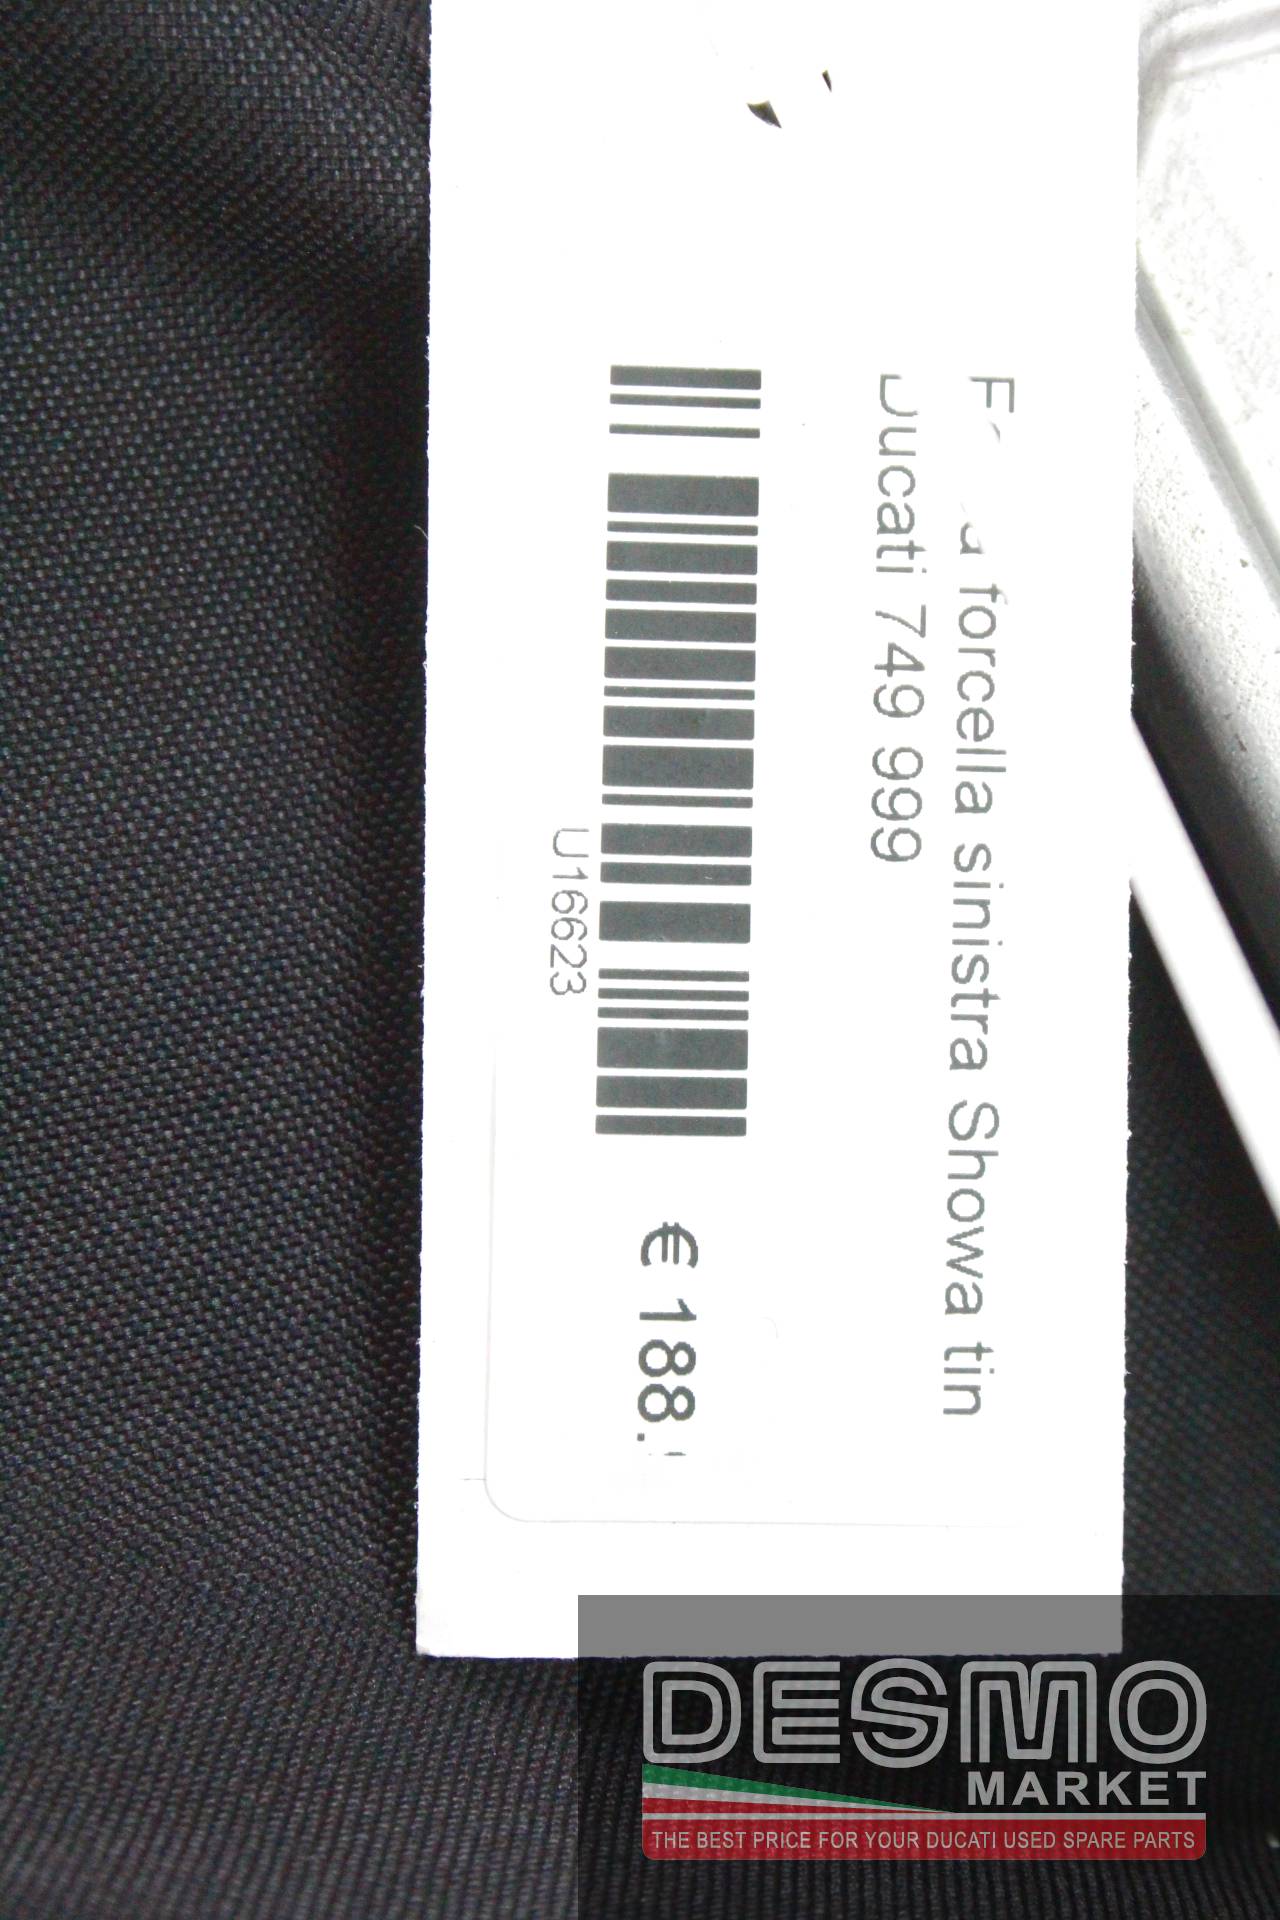 forcella sinistra Showa tin
Ducati 749 999
U16623
€ 188.
DESMO
MARKET
THE BEST PRICE FOR YOUR DUCATI USED SPARE PARTS